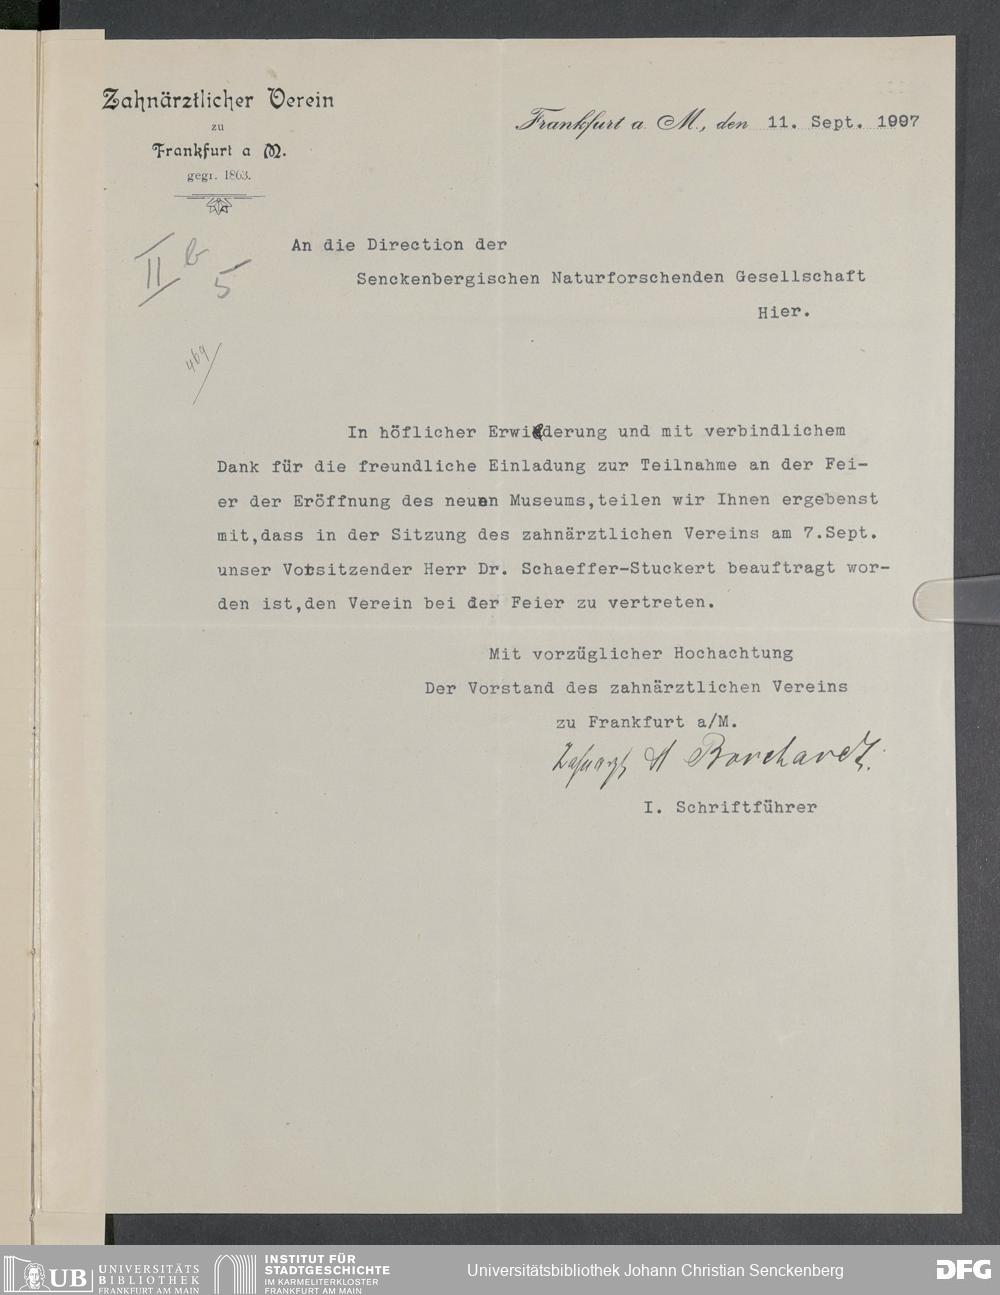 Zahnärztlicher Verein
zu
Frankfurt a M.
gegr. 1863.
Frankfurt a. M., den 11. Sept. 1907
II b
5
469
An die Direction der
Senckenbergischen Naturforschenden Gesellschaft
Hier.
In höflicher Erwiderung und mit verbindlichem
Dank für die freundliche Einladung zur Teilnahme an der Fei-
er der Eröffnung des neuen Museums,teilen wir Ihnen ergebenst
mit,dass in der Sitzung des zahnärztlichen Vereins am 7.Sept.
unser Vorsitzender Herr Dr. Schaeffer-Stuckert beauftragt wor-
den ist,den Verein bei der Feier zu vertreten.
Mit vorzüglicher Hochachtung
Der Vorstand des zahnärztlichen Vereins
zu Frankfurt a/M.
Zahnarzt A Borchardt.
I. Schriftführer
UB UNIVERSITÄTS
BIBLIOTHEK
FRANKFURT AM MAIN
INSTITUT FÜR
STADTGESCHICHTE
IM KARMELITERKLOSTER
FRANKFURT AM MAIN
Universitätsbibliothek Johann Christian Senckenberg
DFG